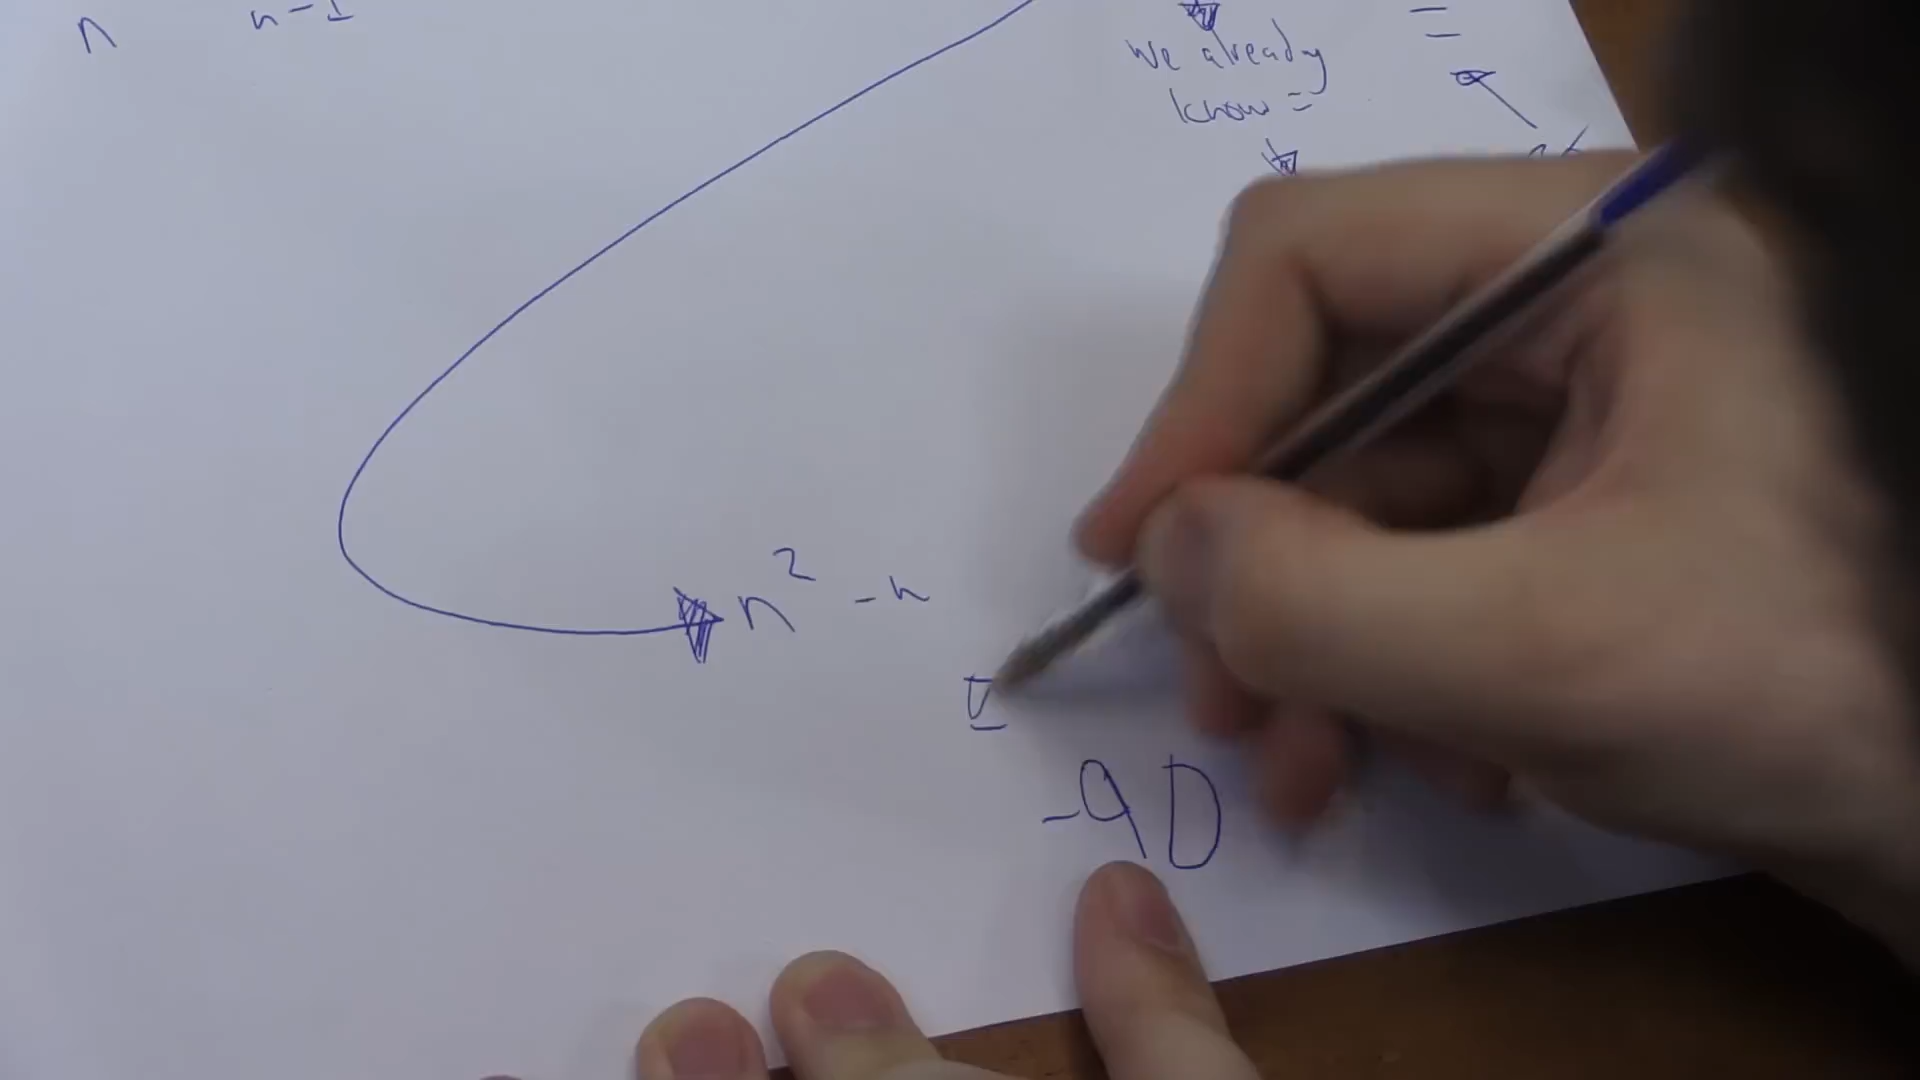 n n-1
=
we already
know =
n² -n
-90